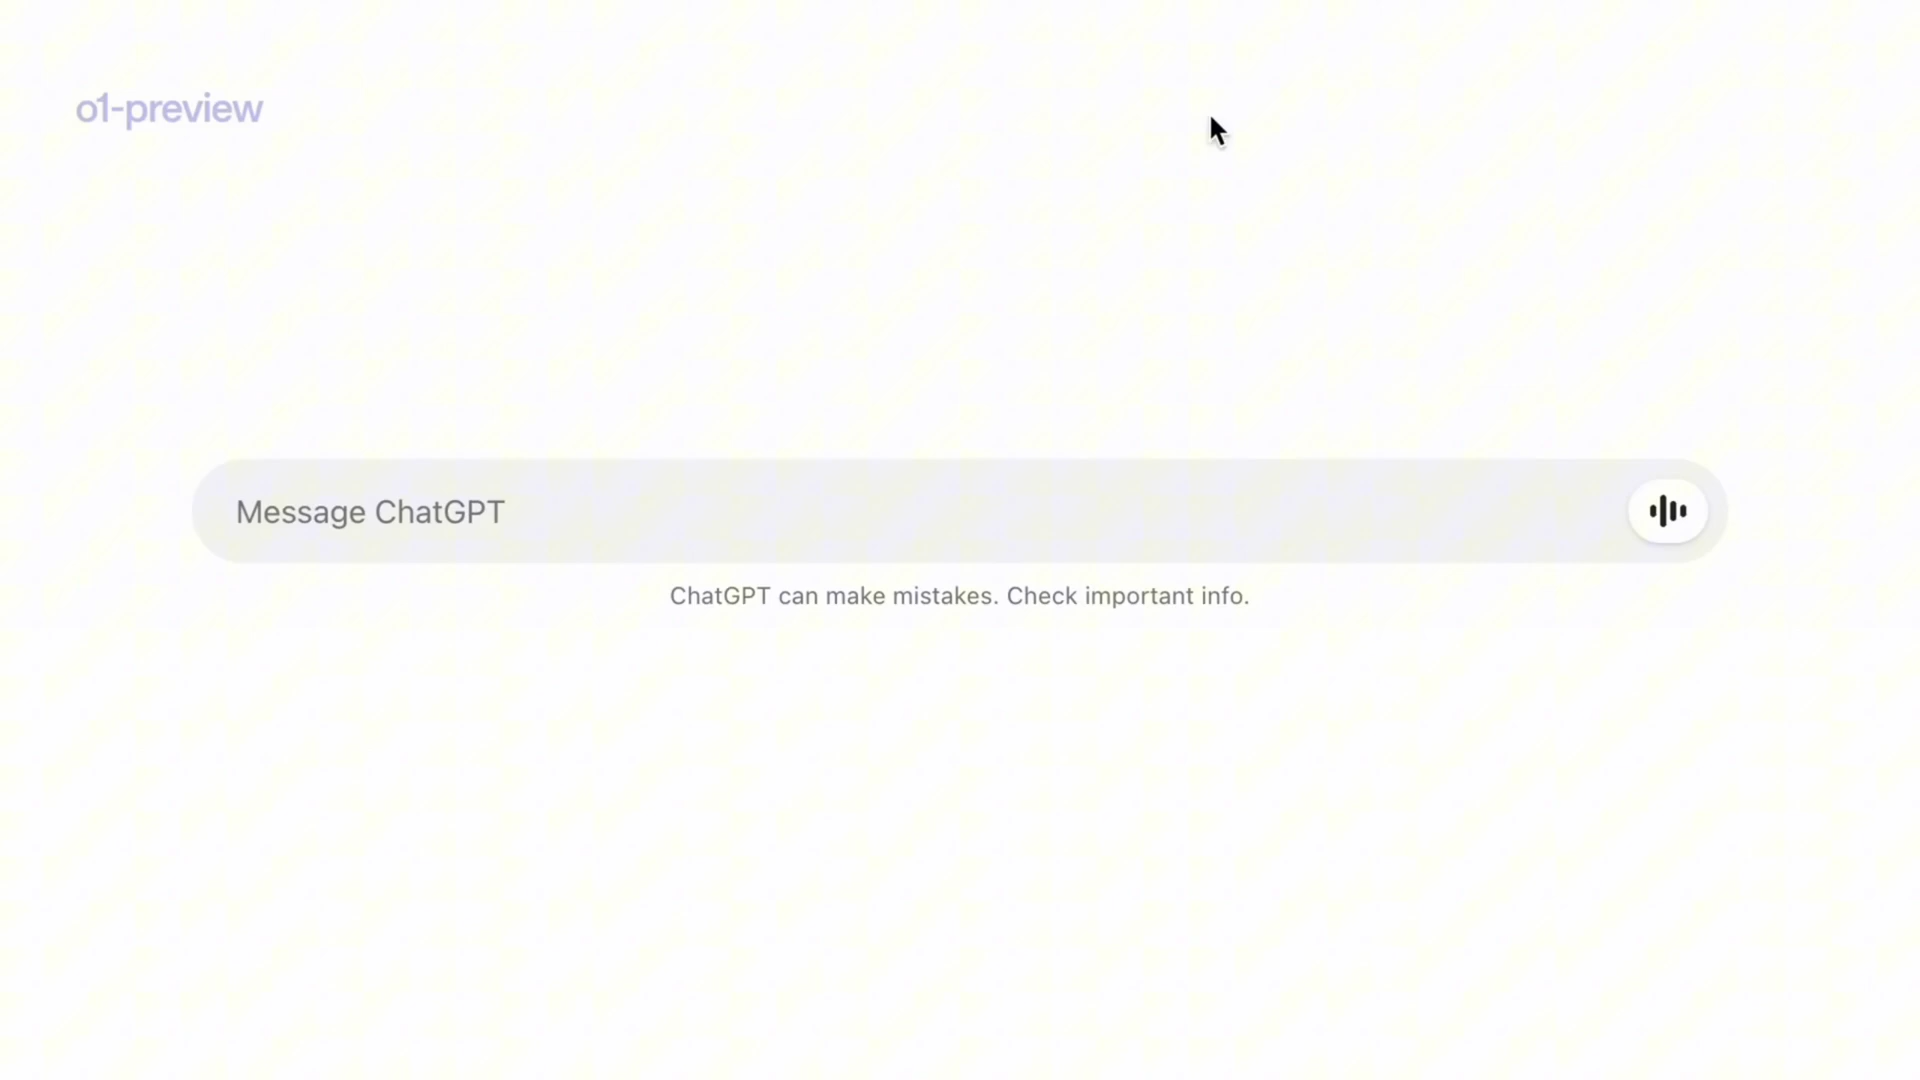 o1-preview
Message ChatGPT
ChatGPT can make mistakes. Check important info.